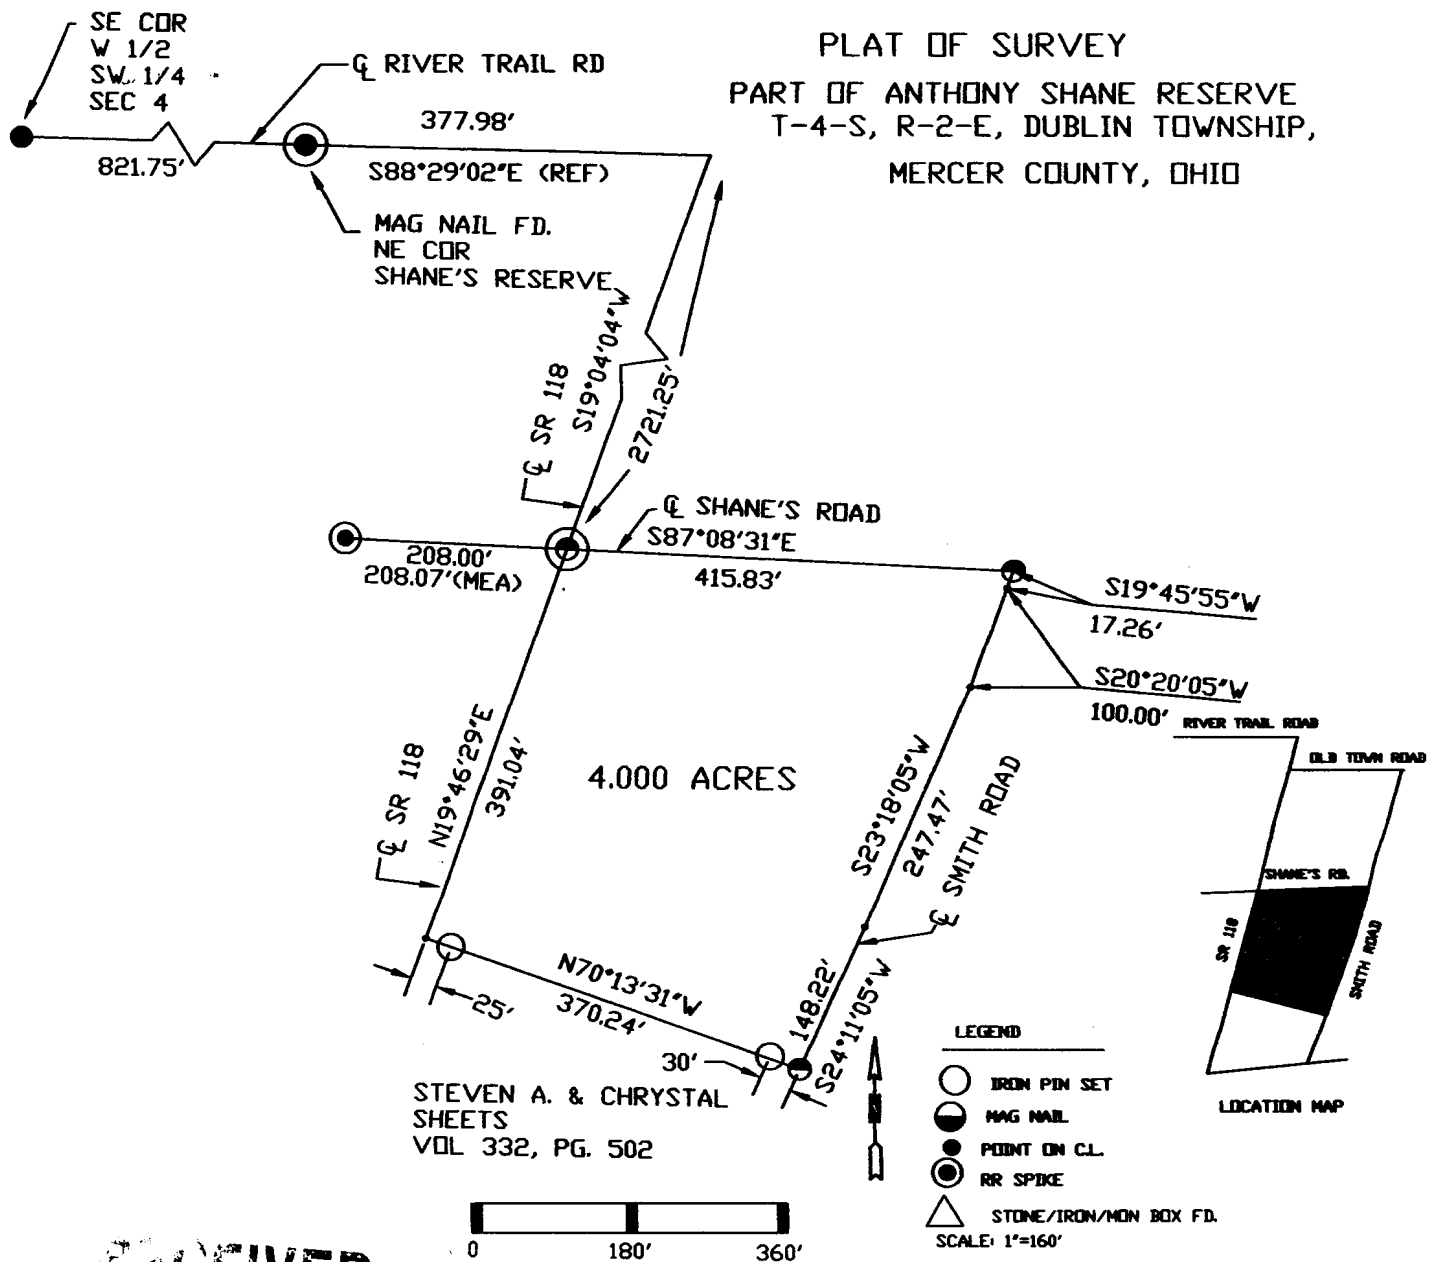 PLAT OF SURVEY
PART OF ANTHONY SHANE RESERVE
T-4-S, R-2-E, DUBLIN TOWNSHIP,
MERCER COUNTY, OHIO
SE COR
W 1/2
SW. 1/4
SEC 4
℄ RIVER TRAIL RD
377.98'
821.75'
S88°29'02"E (REF)
MAG NAIL FD.
NE COR
SHANE'S RESERVE
℄ SR 118
S19°04'04"W
2721.25'
℄ SHANE'S ROAD
S87°08'31"E
415.83'
208.00'
208.07'(MEA)
S19°45'55"W
17.26'
S20°20'05"W
100.00'
℄ SR 118
N19°46'29"E
391.04'
4.000 ACRES
S23°18'05"W
247.47'
℄ SMITH ROAD
N70°13'31"W
370.24'
25'
30'
148.22'
S24°11'05"W
STEVEN A. & CHRYSTAL
SHEETS
VOL 332, PG. 502
N
0 180' 360'
LEGEND
IRON PIN SET
MAG NAIL
POINT ON C.L.
RR SPIKE
STONE/IRON/MON BOX FD.
SCALE: 1"=160'
RIVER TRAIL ROAD
OLD TOWN ROAD
SHANE'S RD.
SR 118
SMITH ROAD
LOCATION MAP